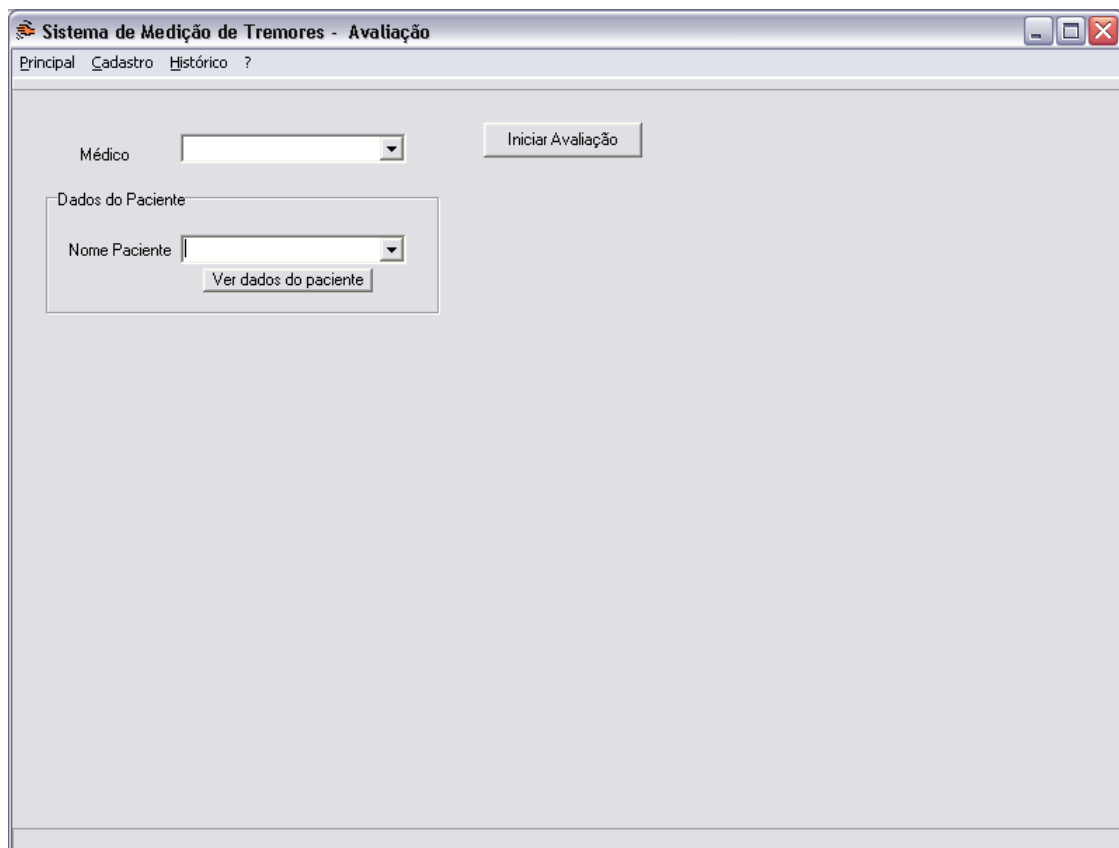 Sistema de Medição de Tremores - Avaliação
Principal Cadastro Histórico ?
Médico
Iniciar Avaliação
Dados do Paciente
Nome Paciente
Ver dados do paciente